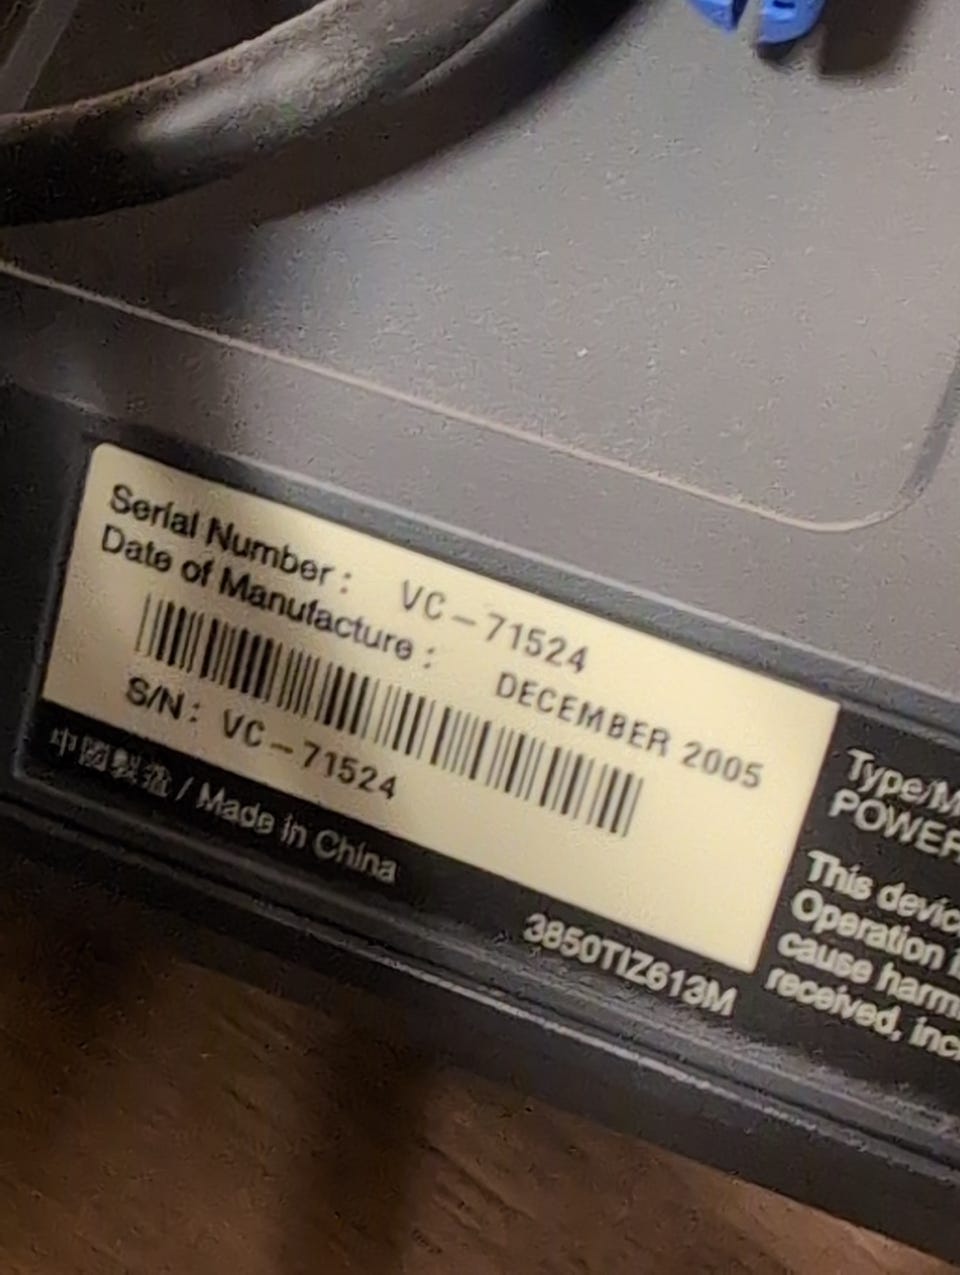 Serial Number: VC-71524
Date of Manufacture: DECEMBER 2005
S/N: VC-71524
中國製造 / Made in China
3850TIZ613M
Type/M
POWER
This devic
Operation i
cause harm
received, inc